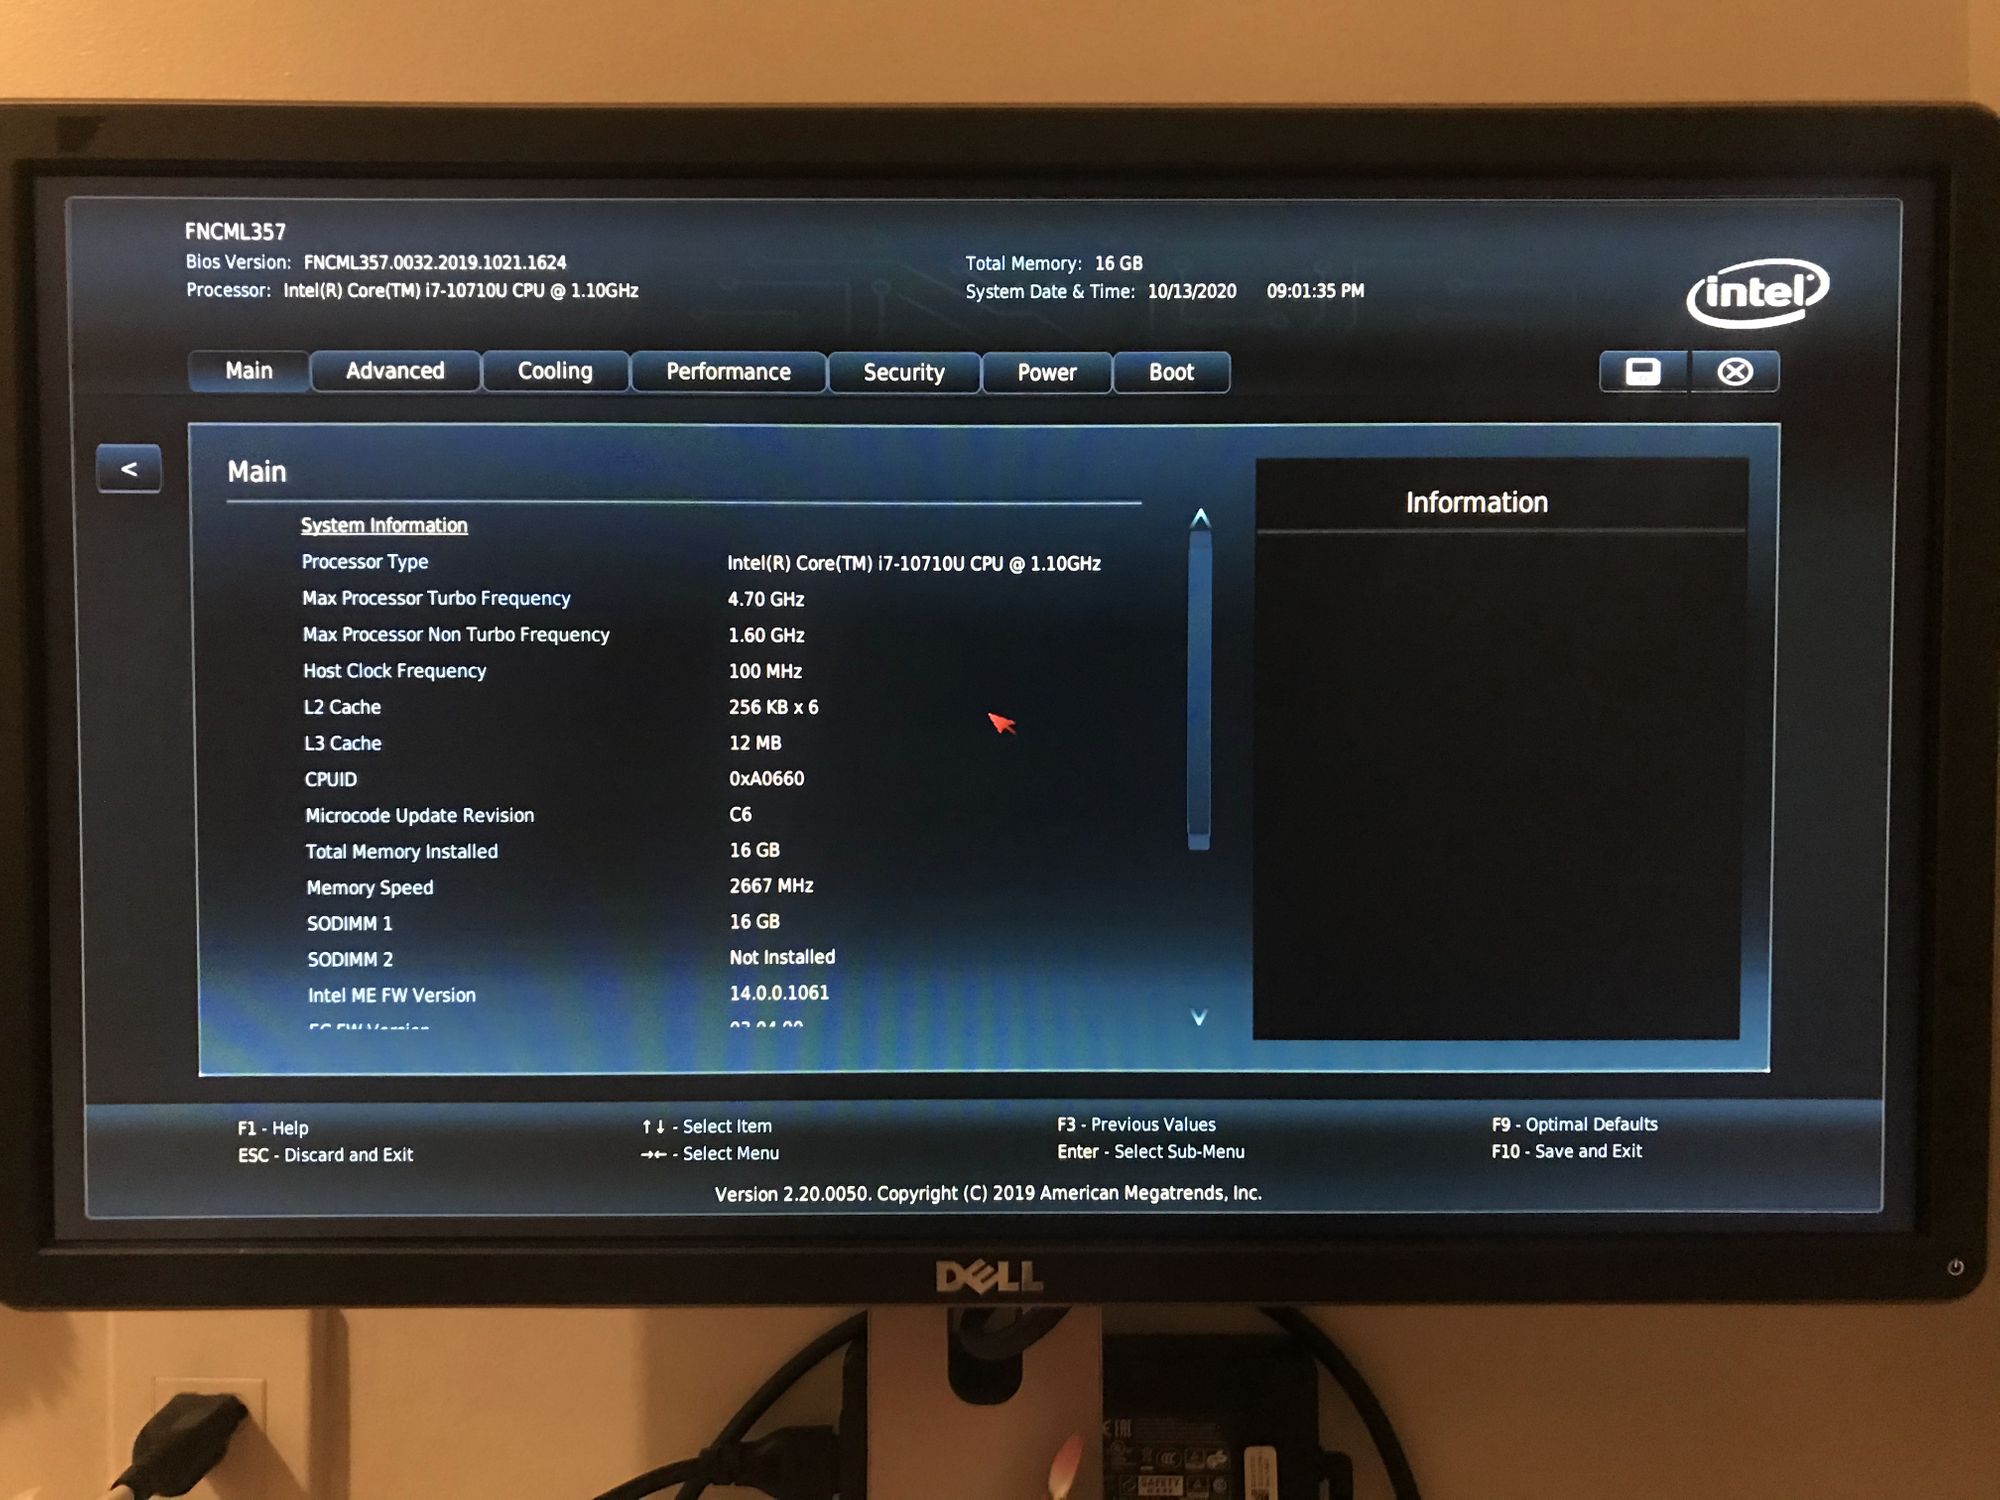 FNCML357
Bios Version: FNCML357.0032.2019.1021.1624
Processor: Intel(R) Core(TM) i7-10710U CPU @ 1.10GHz
Total Memory: 16 GB
System Date & Time: 10/13/2020 09:01:35 PM
intel
Main Advanced Cooling Performance Security Power Boot
<
Main
System Information
Processor Type Intel(R) Core(TM) i7-10710U CPU @ 1.10GHz
Max Processor Turbo Frequency 4.70 GHz
Max Processor Non Turbo Frequency 1.60 GHz
Host Clock Frequency 100 MHz
L2 Cache 256 KB x 6
L3 Cache 12 MB
CPUID 0xA0660
Microcode Update Revision C6
Total Memory Installed 16 GB
Memory Speed 2667 MHz
SODIMM 1 16 GB
SODIMM 2 Not Installed
Intel ME FW Version 14.0.0.1061
Information
F1 - Help
ESC - Discard and Exit
↑↓ - Select Item
→← - Select Menu
F3 - Previous Values
Enter - Select Sub-Menu
F9 - Optimal Defaults
F10 - Save and Exit
Version 2.20.0050. Copyright (C) 2019 American Megatrends, Inc.
DELL
EAC
SAFETY